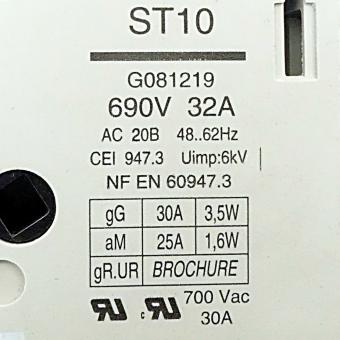 ST10
G081219
690V 32A
AC 20B 48..62Hz
CEI 947.3 Uimp:6kV
NF EN 60947.3
gG 30A 3,5W
aM 25A 1,6W
gR.UR BROCHURE
700 Vac
30A